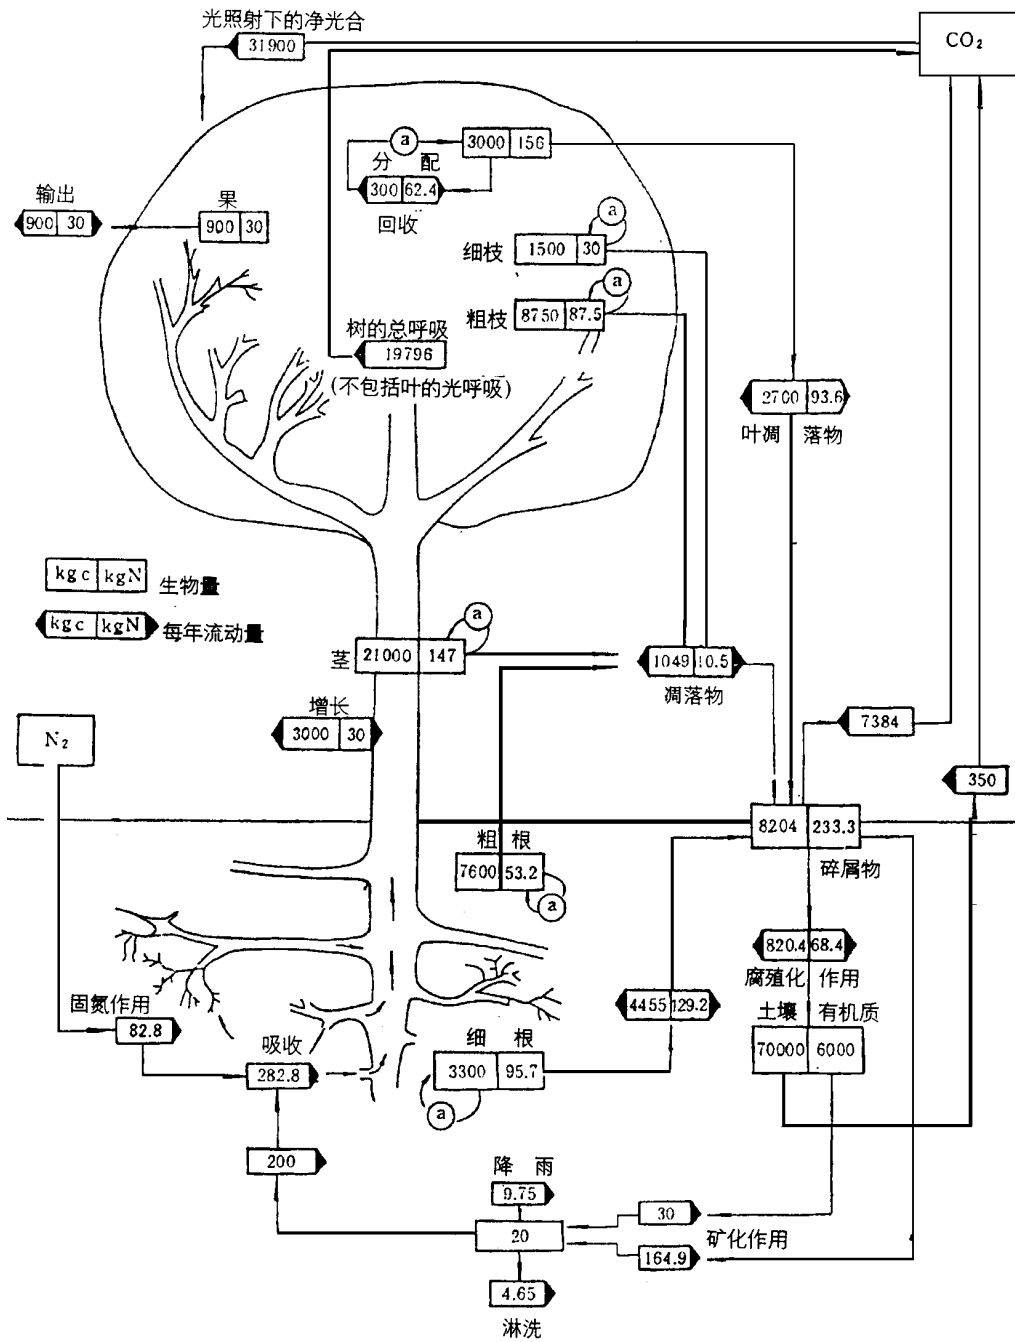 光照射下的净光合
31900
CO₂
a
3000 156
分 配
300 62.4
回收
输出
900 30
果
900 30
a
细枝
1500 30
a
粗枝
8750 87.5
树的总呼吸
19796
(不包括叶的光呼吸)
2700 93.6
叶凋 落物
kg c kgN 生物量
kg c kgN 每年流动量
a
茎
21000 147
1049 10.5
凋落物
增长
3000 30
N₂
7384
350
8204 233.3
碎屑物
粗 根
7600 53.2
a
820.4 68.4
腐殖化 作用
土壤 有机质
70000 6000
4455 129.2
固氮作用
82.8
吸收
282.8
细 根
3300 95.7
a
200
降 雨
9.75
20
30
矿化作用
164.9
4.65
淋洗